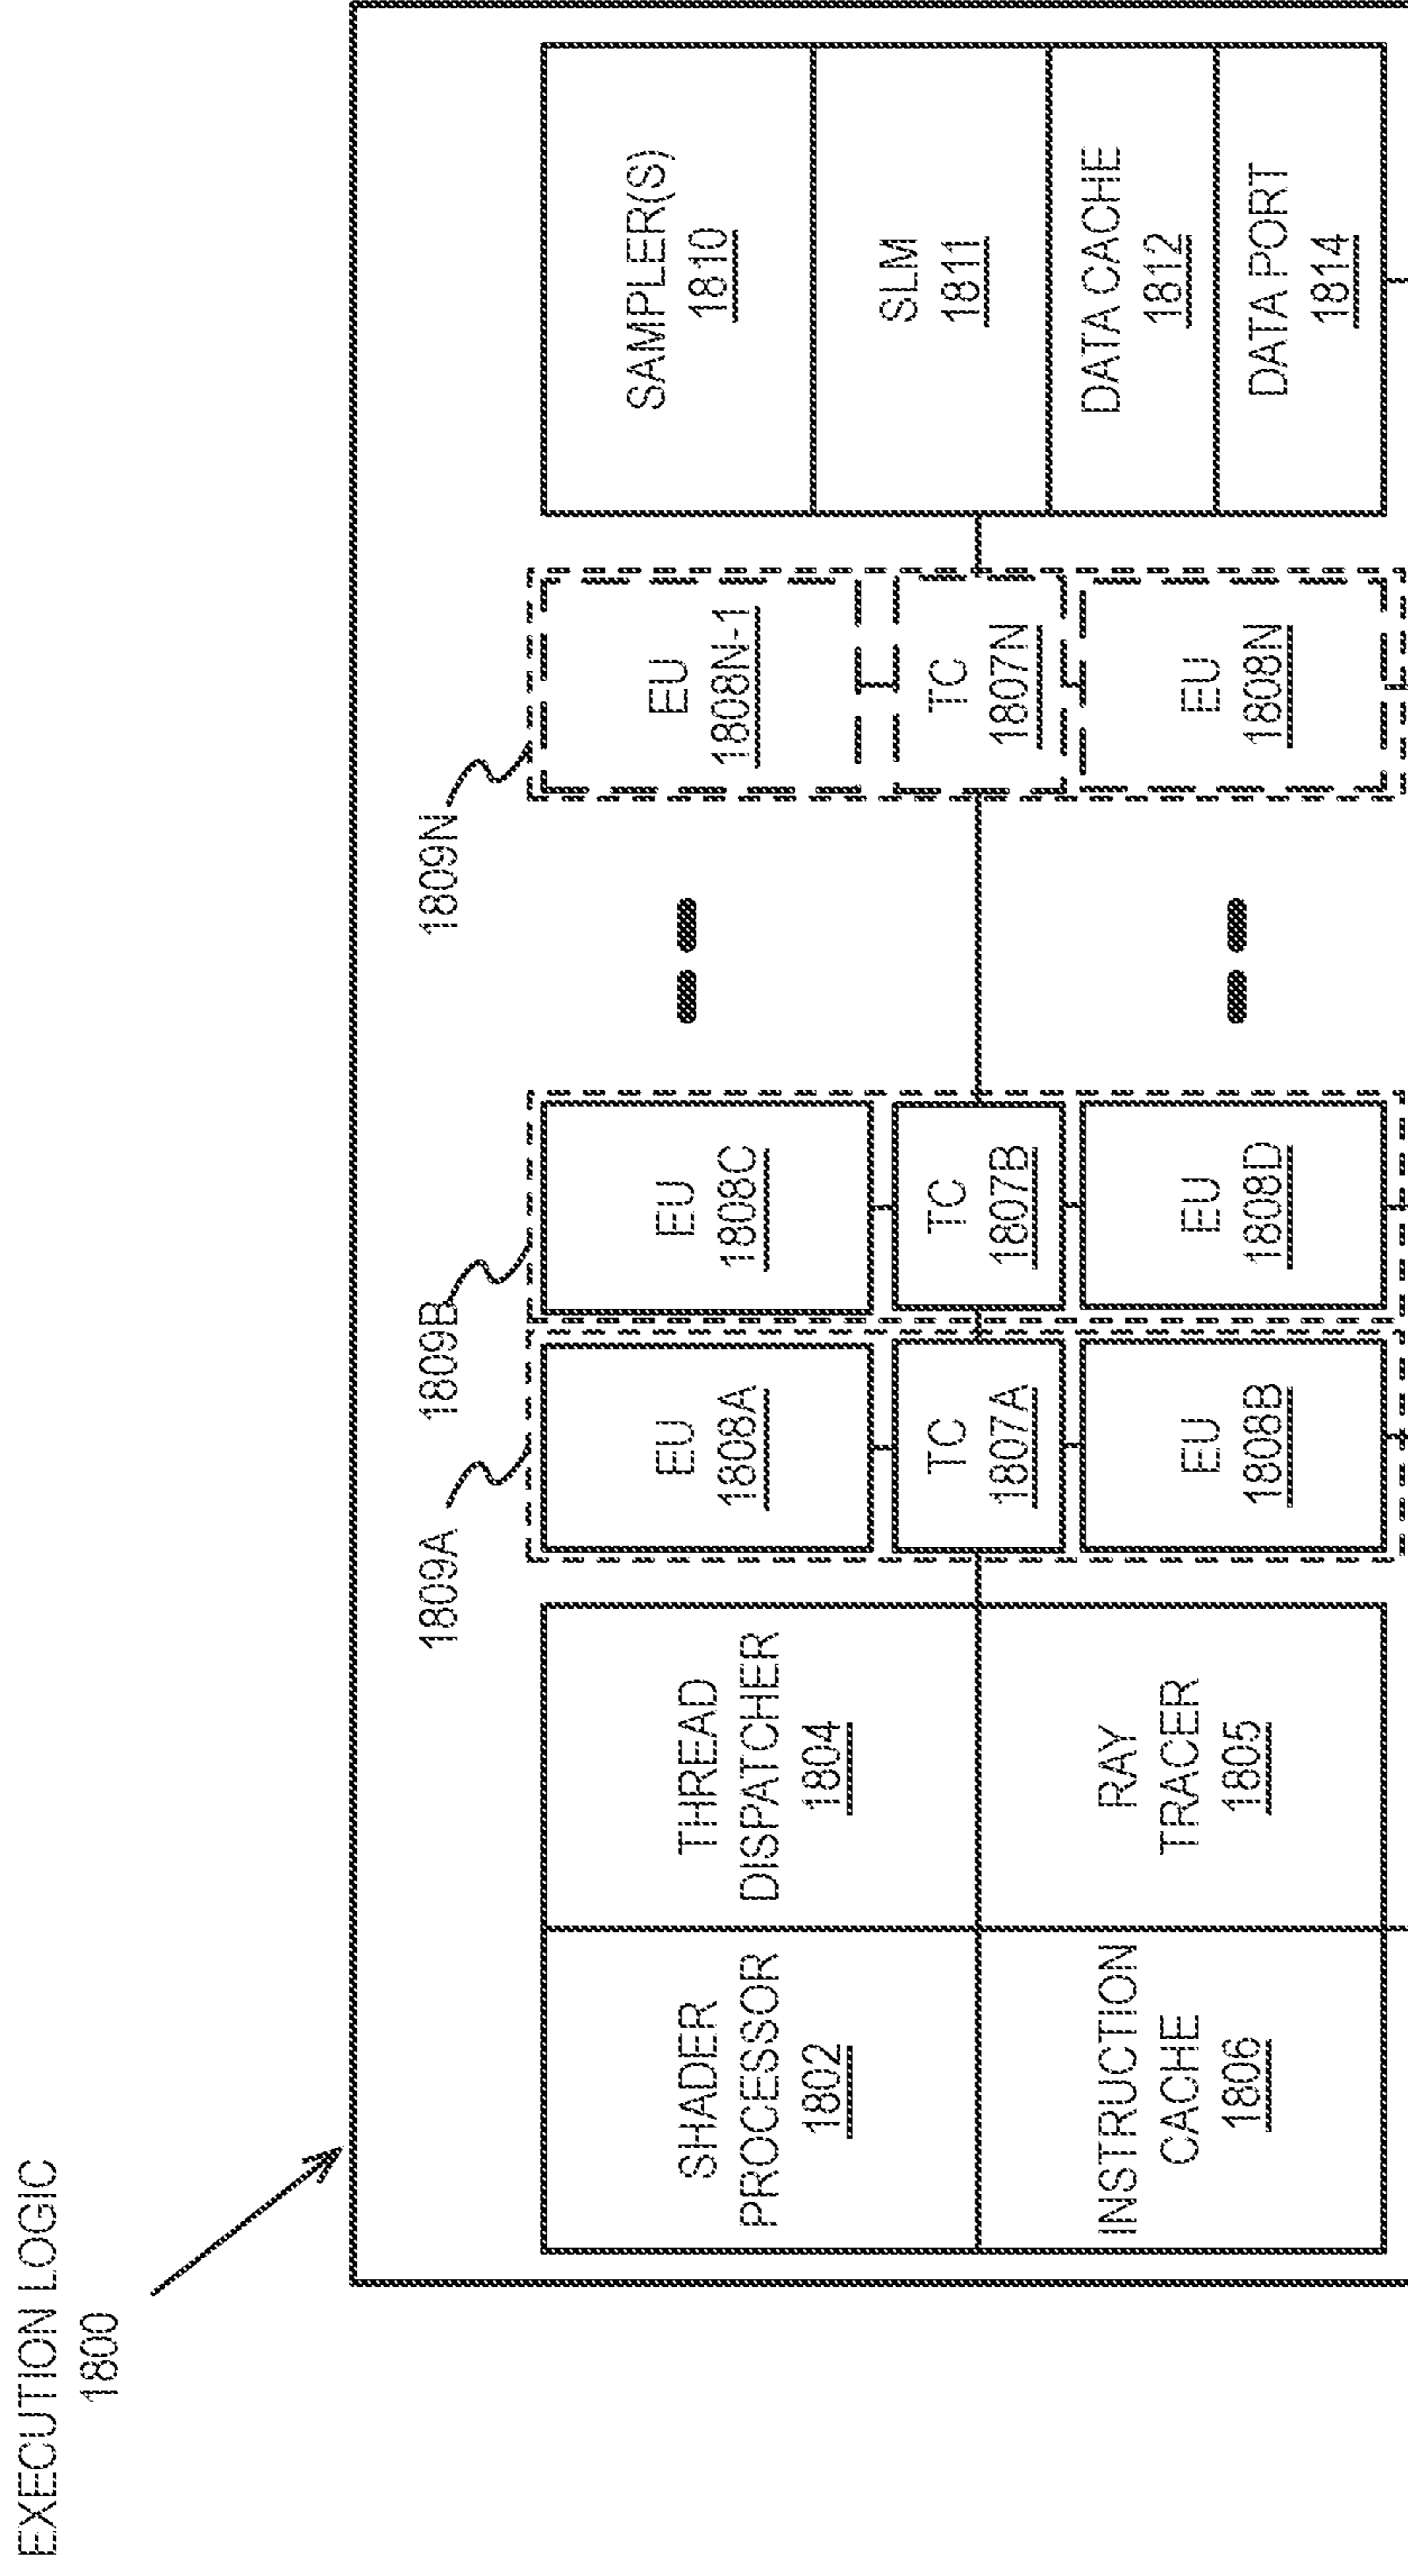 EXECUTION LOGIC
1800
1809A
1809B
1809N
SHADER
PROCESSOR
1802
THREAD
DISPATCHER
1804
INSTRUCTION
CACHE
1806
RAY
TRACER
1805
EU
1808A
TC
1807A
EU
1808B
EU
1808C
TC
1807B
EU
1808D
EU
1808N-1
TC
1807N
EU
1808N
SAMPLER(S)
1810
SLM
1811
DATA CACHE
1812
DATA PORT
1814